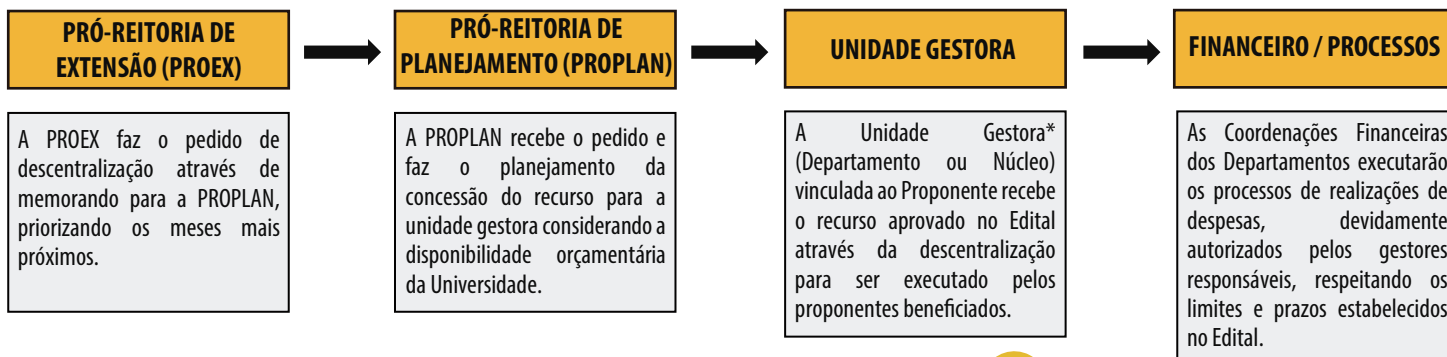 PRÓ-REITORIA DE
EXTENSÃO (PROEX)
A PROEX faz o pedido de
descentralização através de
memorando para a PROPLAN,
priorizando os meses mais
próximos.
PRÓ-REITORIA DE
PLANEJAMENTO (PROPLAN)
A PROPLAN recebe o pedido e
faz o planejamento da
concessão do recurso para a
unidade gestora considerando a
disponibilidade orçamentária
da Universidade.
UNIDADE GESTORA
A Unidade Gestora*
(Departamento ou Núcleo)
vinculada ao Proponente recebe
o recurso aprovado no Edital
através da descentralização
para ser executado pelos
proponentes beneficiados.
FINANCEIRO / PROCESSOS
As Coordenações Financeiras
dos Departamentos executarão
os processos de realizações de
despesas, devidamente
autorizados pelos gestores
responsáveis, respeitando os
limites e prazos estabelecidos
no Edital.